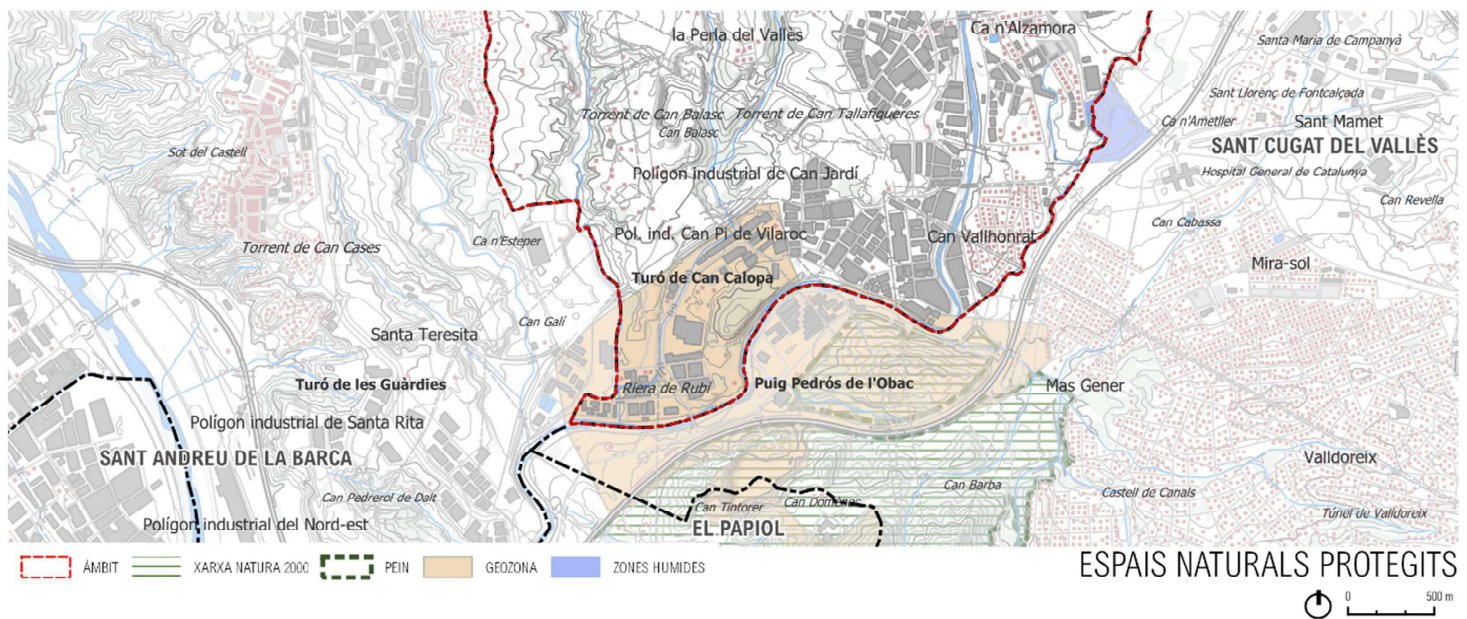 la Perla del Vallès
Ca n'Alzamora
Santa Maria de Campanyà
Sant Llorenç de Fontcalçada
Torrent de Can Balasc
Torrent de Can Tallafigueres
Ca n'Ametller
Sant Mamet
Can Balasc
SANT CUGAT DEL VALLÈS
Sot del Castell
Polígon industrial de Can Jardí
Hospital General de Catalunya
Can Revella
Can Cabassa
Ca n'Esteper
Pol. ind. Can Pi de Vilaroc
Can Vallhonrat
Torrent de Can Cases
Mira-sol
Turó de Can Calopa
Can Galí
Santa Teresita
Turó de les Guàrdies
Riera de Rubí
Puig Pedrós de l'Obac
Mas Gener
Polígon industrial de Santa Rita
SANT ANDREU DE LA BARCA
Valldoreix
Can Pedrerol de Dalt
Can Barba
Castell de Canals
Can Tintorer
Can Domènec
Polígon industrial del Nord-est
EL PAPIOL
Túnel de Valldoreix
ÀMBIT
XARXA NATURA 2000
PEIN
GEOZONA
ZONES HUMIDES
ESPAIS NATURALS PROTEGITS
0 500 m